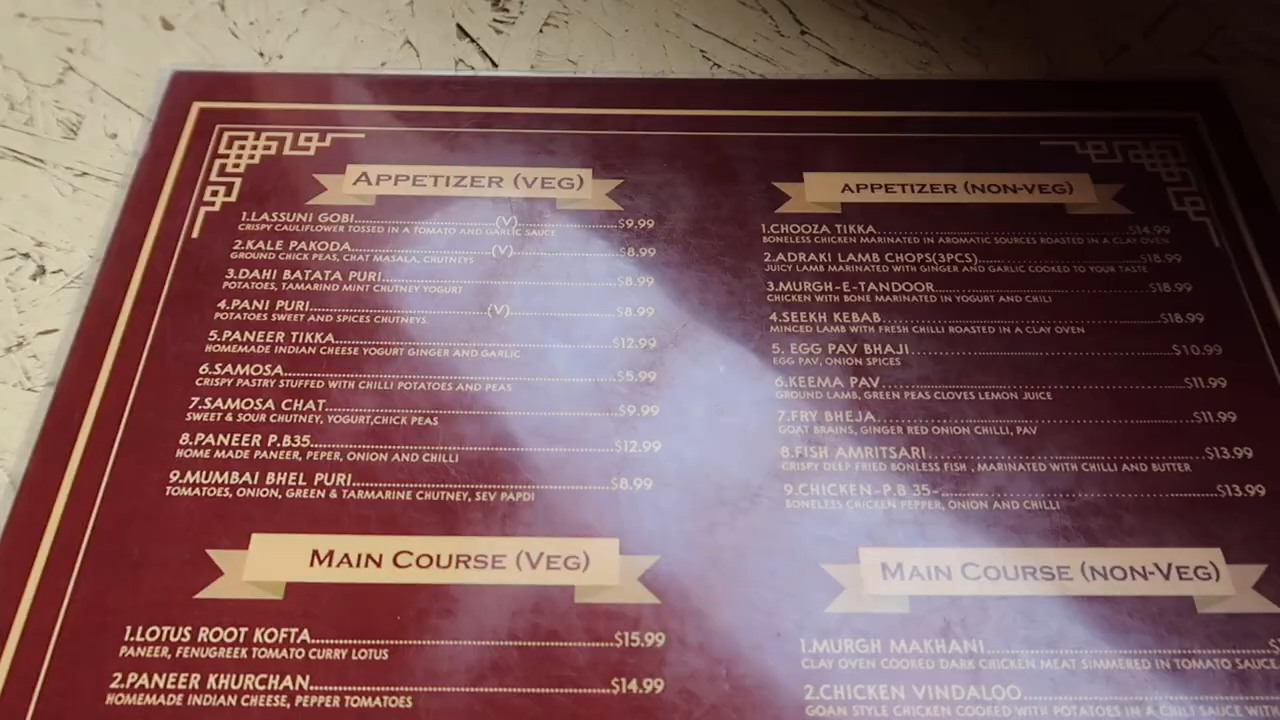 APPETIZER (VEG)
1.LASSUNI GOBI (V) $9.99
CRISPY CAULIFLOWER TOSSED IN A TOMATO AND GARLIC SAUCE
2.KALE PAKODA (V) $8.99
GROUND CHICK PEAS, CHAT MASALA, CHUTNEYS
3.DAHI BATATA PURI $8.99
POTATOES, TAMARIND MINT CHUTNEY YOGURT
4.PANI PURI (V) $8.99
POTATOES SWEET AND SPICES CHUTNEYS.
5.PANEER TIKKA $12.99
HOMEMADE INDIAN CHEESE YOGURT GINGER AND GARLIC
6.SAMOSA $5.99
CRISPY PASTRY STUFFED WITH CHILLI POTATOES AND PEAS
7.SAMOSA CHAT $9.99
SWEET & SOUR CHUTNEY, YOGURT,CHICK PEAS
8.PANEER P.B35 $12.99
HOME MADE PANEER, PEPER, ONION AND CHILLI
9.MUMBAI BHEL PURI $8.99
TOMATOES, ONION, GREEN & TARMARINE CHUTNEY, SEV PAPDI
MAIN COURSE (VEG)
1.LOTUS ROOT KOFTA $15.99
PANEER, FENUGREEK TOMATO CURRY LOTUS
2.PANEER KHURCHAN $14.99
HOMEMADE INDIAN CHEESE, PEPPER TOMATOES
APPETIZER (NON-VEG)
1.CHOOZA TIKKA $14.99
BONELESS CHICKEN MARINATED IN AROMATIC SOURCES ROASTED IN A CLAY OVEN
2.ADRAKI LAMB CHOPS(3PCS) $18.99
JUICY LAMB MARINATED WITH GINGER AND GARLIC COOKED TO YOUR TASTE
3.MURGH-E-TANDOOR $18.99
CHICKEN WITH BONE MARINATED IN YOGURT AND CHILI
4.SEEKH KEBAB $18.99
MINCED LAMB WITH FRESH CHILLI ROASTED IN A CLAY OVEN
5. EGG PAV BHAJI $10.99
EGG PAV, ONION SPICES
6.KEEMA PAV $11.99
GROUND LAMB, GREEN PEAS CLOVES LEMON JUICE
7.FRY BHEJA $11.99
GOAT BRAINS, GINGER RED ONION CHILLI, PAV
8.FISH AMRITSARI $13.99
CRISPY DEEP FRIED BONLESS FISH , MARINATED WITH CHILLI AND BUTTER
9.CHICKEN-P.B 35- $13.99
BONELESS CHICKEN PEPPER, ONION AND CHILLI
MAIN COURSE (NON-VEG)
1.MURGH MAKHANI $
CLAY OVEN COOKED DARK CHICKEN MEAT SIMMERED IN TOMATO SAUCE
2.CHICKEN VINDALOO
GOAN STYLE CHICKEN COOKED WITH POTATOES IN A CHILI SAUCE WITH